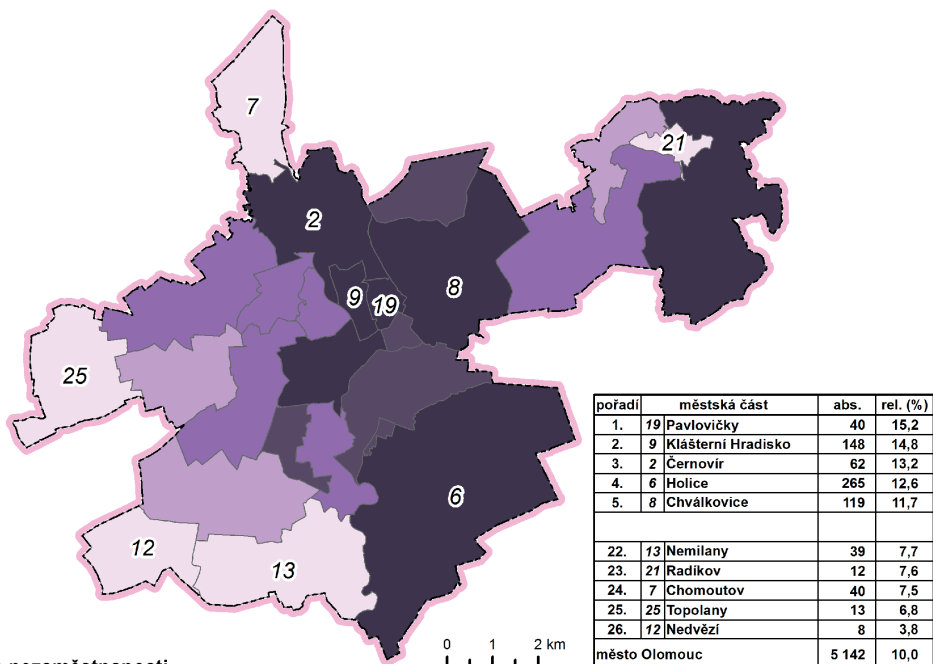 7
21
2
8
9
19
25
6
12
13
pořadí městská část abs. rel. (%)
1. 19 Pavlovičky 40 15,2
2. 9 Klášterní Hradisko 148 14,8
3. 2 Černovír 62 13,2
4. 6 Holice 265 12,6
5. 8 Chválkovice 119 11,7
22. 13 Nemilany 39 7,7
23. 21 Radíkov 12 7,6
24. 7 Chomoutov 40 7,5
25. 25 Topolany 13 6,8
26. 12 Nedvězí 8 3,8
město Olomouc 5 142 10,0
0 1 2 km